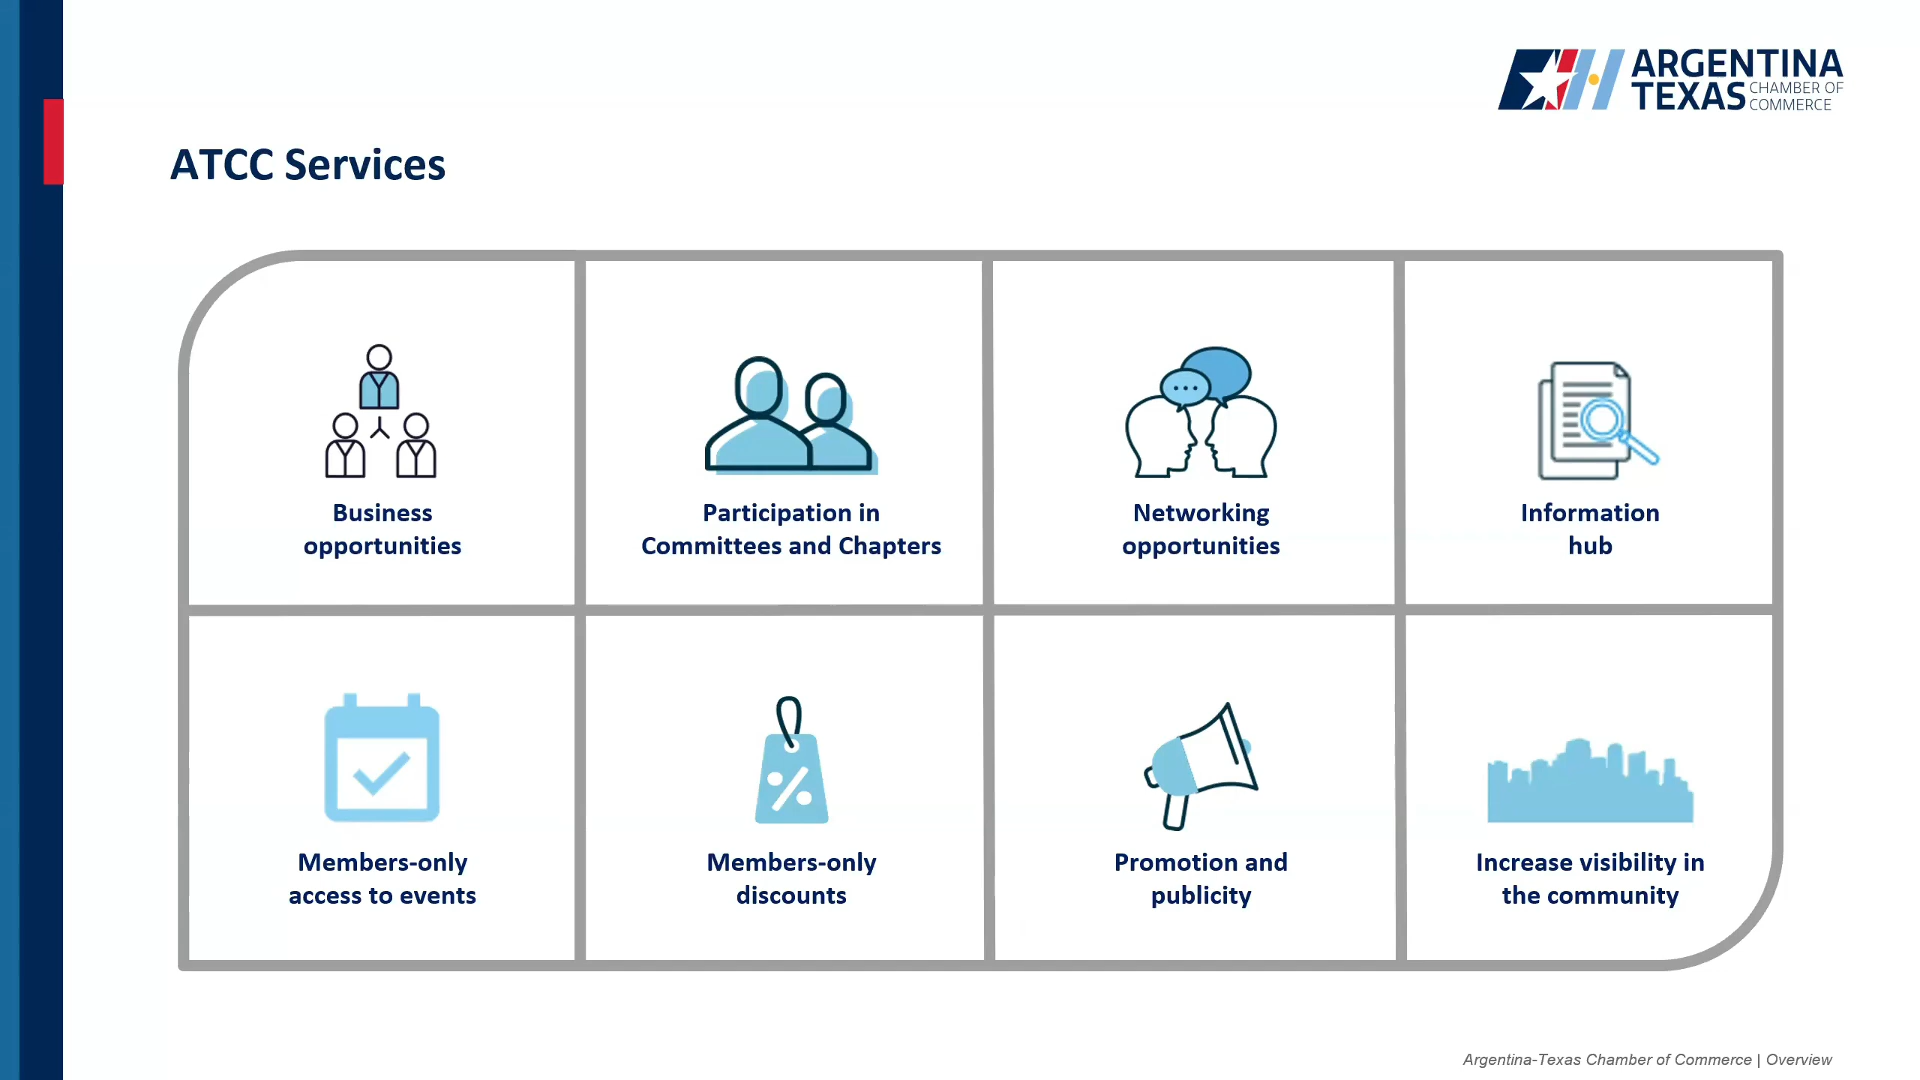 ARGENTINA
TEXAS CHAMBER OF
COMMERCE
ATCC Services
Business
opportunities
Participation in
Committees and Chapters
Networking
opportunities
Information
hub
Members-only
access to events
Members-only
discounts
Promotion and
publicity
Increase visibility in
the community
Argentina-Texas Chamber of Commerce | Overview